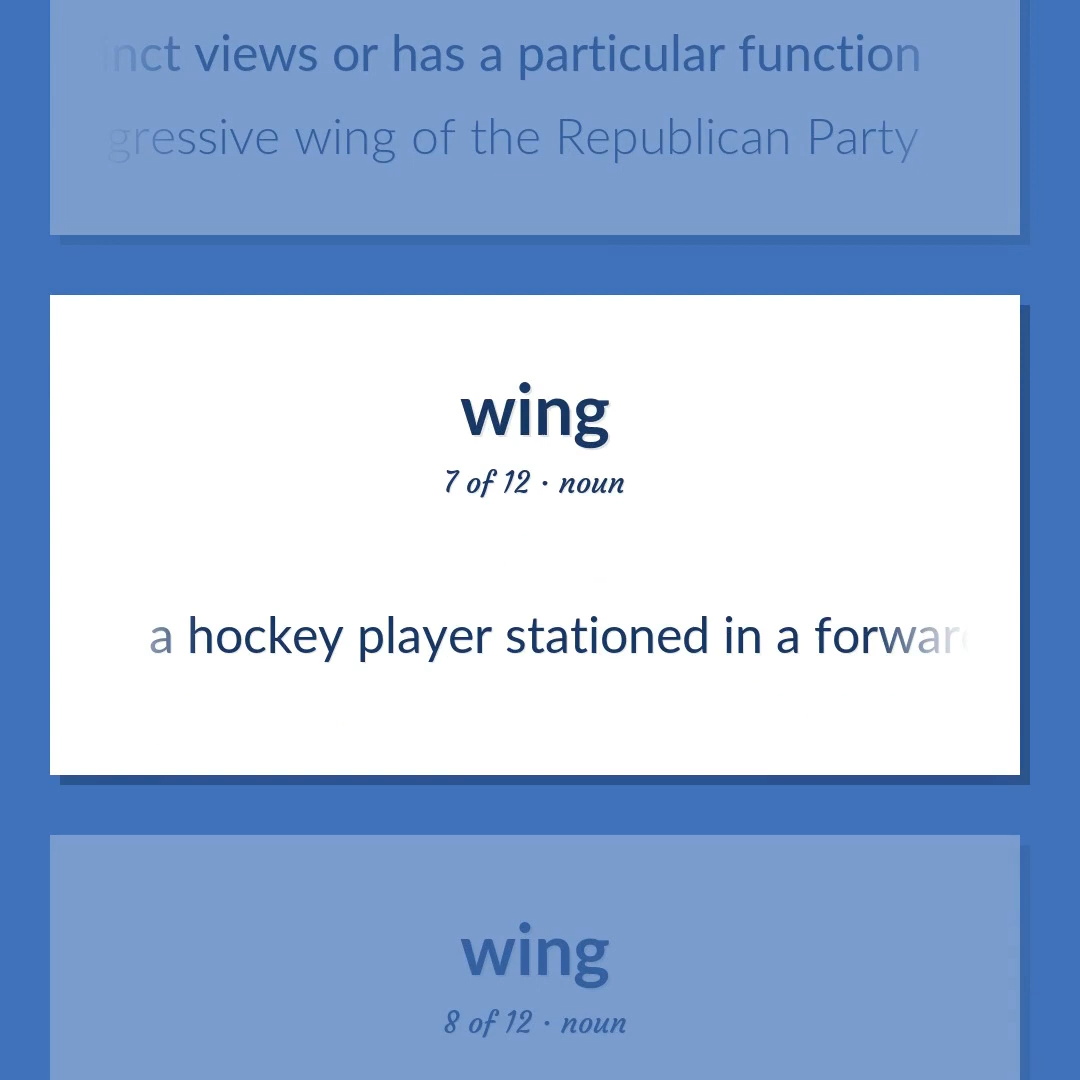 views or has a particular function
wing of the Republican Party
wing
7 of 12 · noun
a hockey player stationed in a
wing
8 of 12 · noun